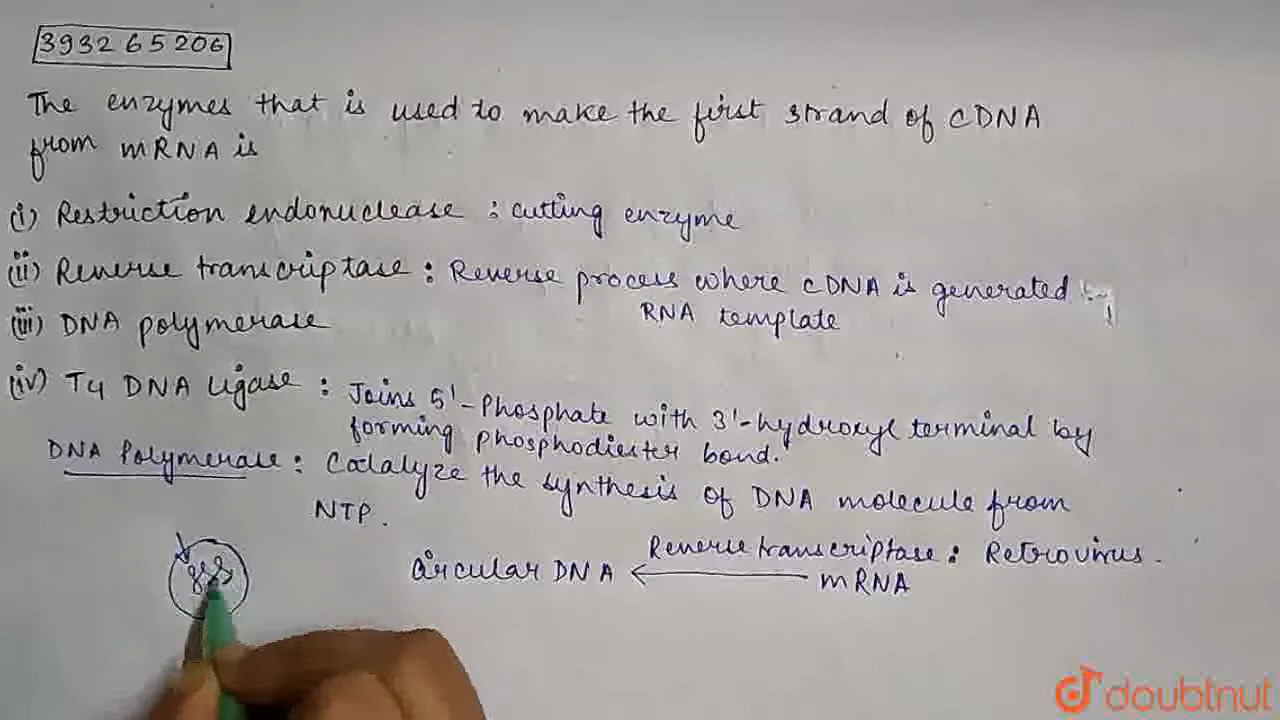 393265206
The enzymes that is used to make the first strand of CDNA
from mRNA is
(i) Restriction endonuclease : cutting enzyme
(ii) Reverse transcriptase : Reverse process where CDNA is generated
RNA template
(iii) DNA polymerase
(iv) T4 DNA ligase : Joins 5'-Phosphate with 3'-hydroxyl terminal by
forming phosphodiester bond.
DNA Polymerase : Catalyze the synthesis of DNA molecule from
NTP.
Reverse transcriptase : Retrovirus.
circular DNA ← mRNA
doubtnut